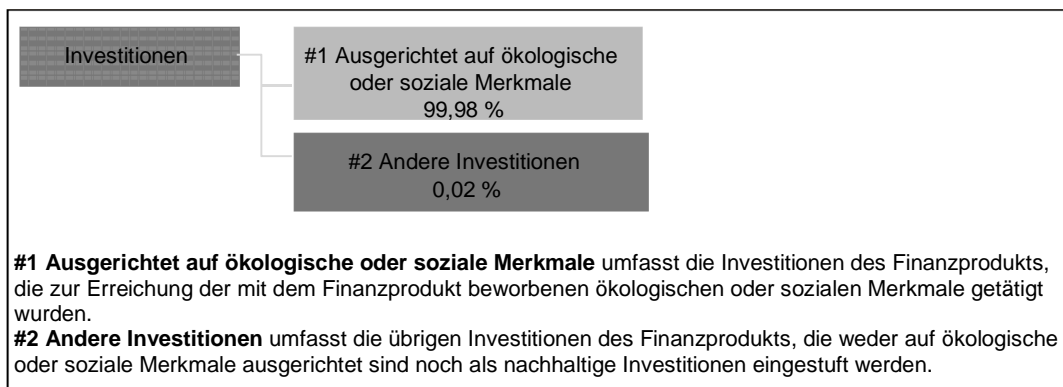 Investitionen
#1 Ausgerichtet auf ökologische
oder soziale Merkmale
99,98 %
#2 Andere Investitionen
0,02 %
#1 Ausgerichtet auf ökologische oder soziale Merkmale umfasst die Investitionen des Finanzprodukts,
die zur Erreichung der mit dem Finanzprodukt beworbenen ökologischen oder sozialen Merkmale getätigt
wurden.
#2 Andere Investitionen umfasst die übrigen Investitionen des Finanzprodukts, die weder auf ökologische
oder soziale Merkmale ausgerichtet sind noch als nachhaltige Investitionen eingestuft werden.